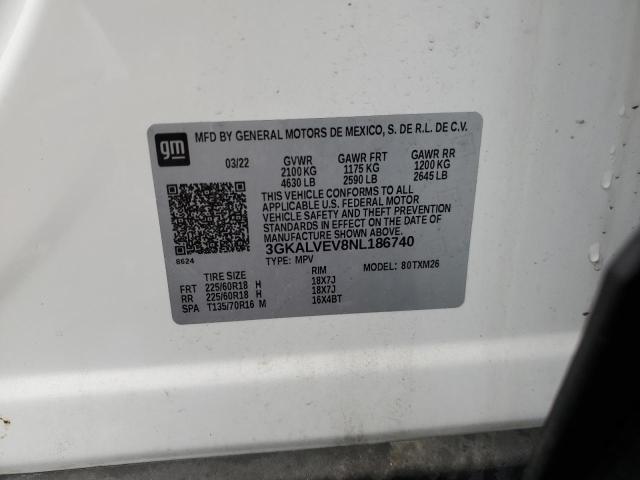 gm
MFD BY GENERAL MOTORS DE MEXICO, S. DE R.L. DE C.V.
03/22 GVWR GAWR FRT GAWR RR
2100 KG 1175 KG 1200 KG
4630 LB 2590 LB 2645 LB
THIS VEHICLE CONFORMS TO ALL
APPLICABLE U.S. FEDERAL MOTOR
VEHICLE SAFETY AND THEFT PREVENTION
STANDARDS IN EFFECT ON THE DATE OF
MANUFACTURE SHOWN ABOVE.
3GKALVEV8NL186740
8624 TYPE: MPV MODEL: 80TXM26
TIRE SIZE RIM
FRT 225/60R18 H 18X7J
RR 225/60R18 H 18X7J
SPA T135/70R16 M 16X4BT